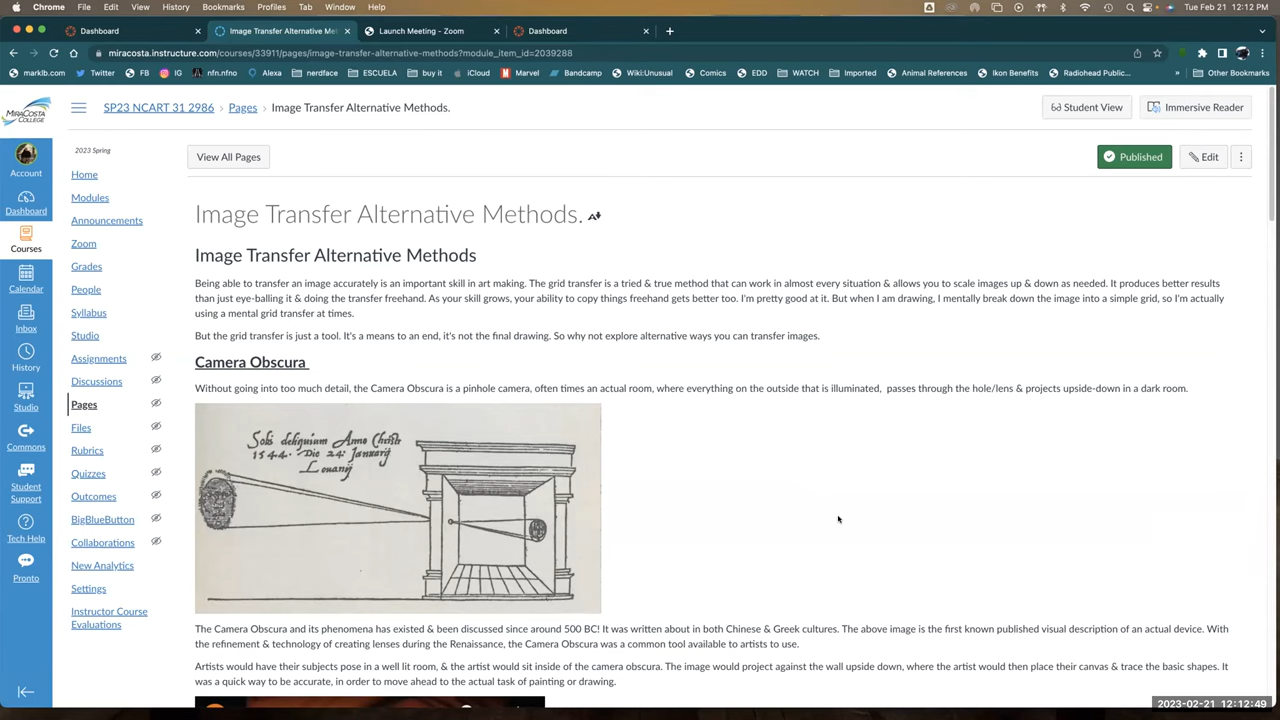 Chrome File Edit View History Bookmarks Profiles Tab Window Help Tue Feb 21 12:12 PM
Dashboard Image Transfer Alternative Me Launch Meeting - Zoom Dashboard
miracosta.instructure.com/courses/33911/pages/image-transfer-alternative-methods?module_item_id=2039288
marklb.com Twitter FB IG nfn.nfno Alexa nerdface ESCUELA buy it iCloud Marvel Bandcamp Wiki:Unusual Comics EDD WATCH Imported Animal References Ikon Benefits Radiohead Public... » Other Bookmarks
MIRACOSTA COLLEGE
SP23 NCART 31 2986 › Pages › Image Transfer Alternative Methods.
Student View
Immersive Reader
Account
Dashboard
Courses
Calendar
Inbox
History
Studio
Commons
Student Support
Tech Help
Pronto
2023 Spring
Home
Modules
Announcements
Zoom
Grades
People
Syllabus
Studio
Assignments
Discussions
Pages
Files
Rubrics
Quizzes
Outcomes
BigBlueButton
Collaborations
New Analytics
Settings
Instructor Course
Evaluations
View All Pages
Published
Edit
Image Transfer Alternative Methods.
Image Transfer Alternative Methods
Being able to transfer an image accurately is an important skill in art making. The grid transfer is a tried & true method that can work in almost every situation & allows you to scale images up & down as needed. It produces better results
than just eye-balling it & doing the transfer freehand. As your skill grows, your ability to copy things freehand gets better too. I'm pretty good at it. But when I am drawing, I mentally break down the image into a simple grid, so I'm actually
using a mental grid transfer at times.
But the grid transfer is just a tool. It's a means to an end, it's not the final drawing. So why not explore alternative ways you can transfer images.
Camera Obscura
Without going into too much detail, the Camera Obscura is a pinhole camera, often times an actual room, where everything on the outside that is illuminated, passes through the hole/lens & projects upside-down in a dark room.
Solis deliquium Anno Christi
1544. Die 24: Januarij
Louanij
The Camera Obscura and its phenomena has existed & been discussed since around 500 BC! It was written about in both Chinese & Greek cultures. The above image is the first known published visual description of an actual device. With
the refinement & technology of creating lenses during the Renaissance, the Camera Obscura was a common tool available to artists to use.
Artists would have their subjects pose in a well lit room, & the artist would sit inside of the camera obscura. The image would project against the wall upside down, where the artist would then place their canvas & trace the basic shapes. It
was a quick way to be accurate, in order to move ahead to the actual task of painting or drawing.
2023-02-21 12:12:49